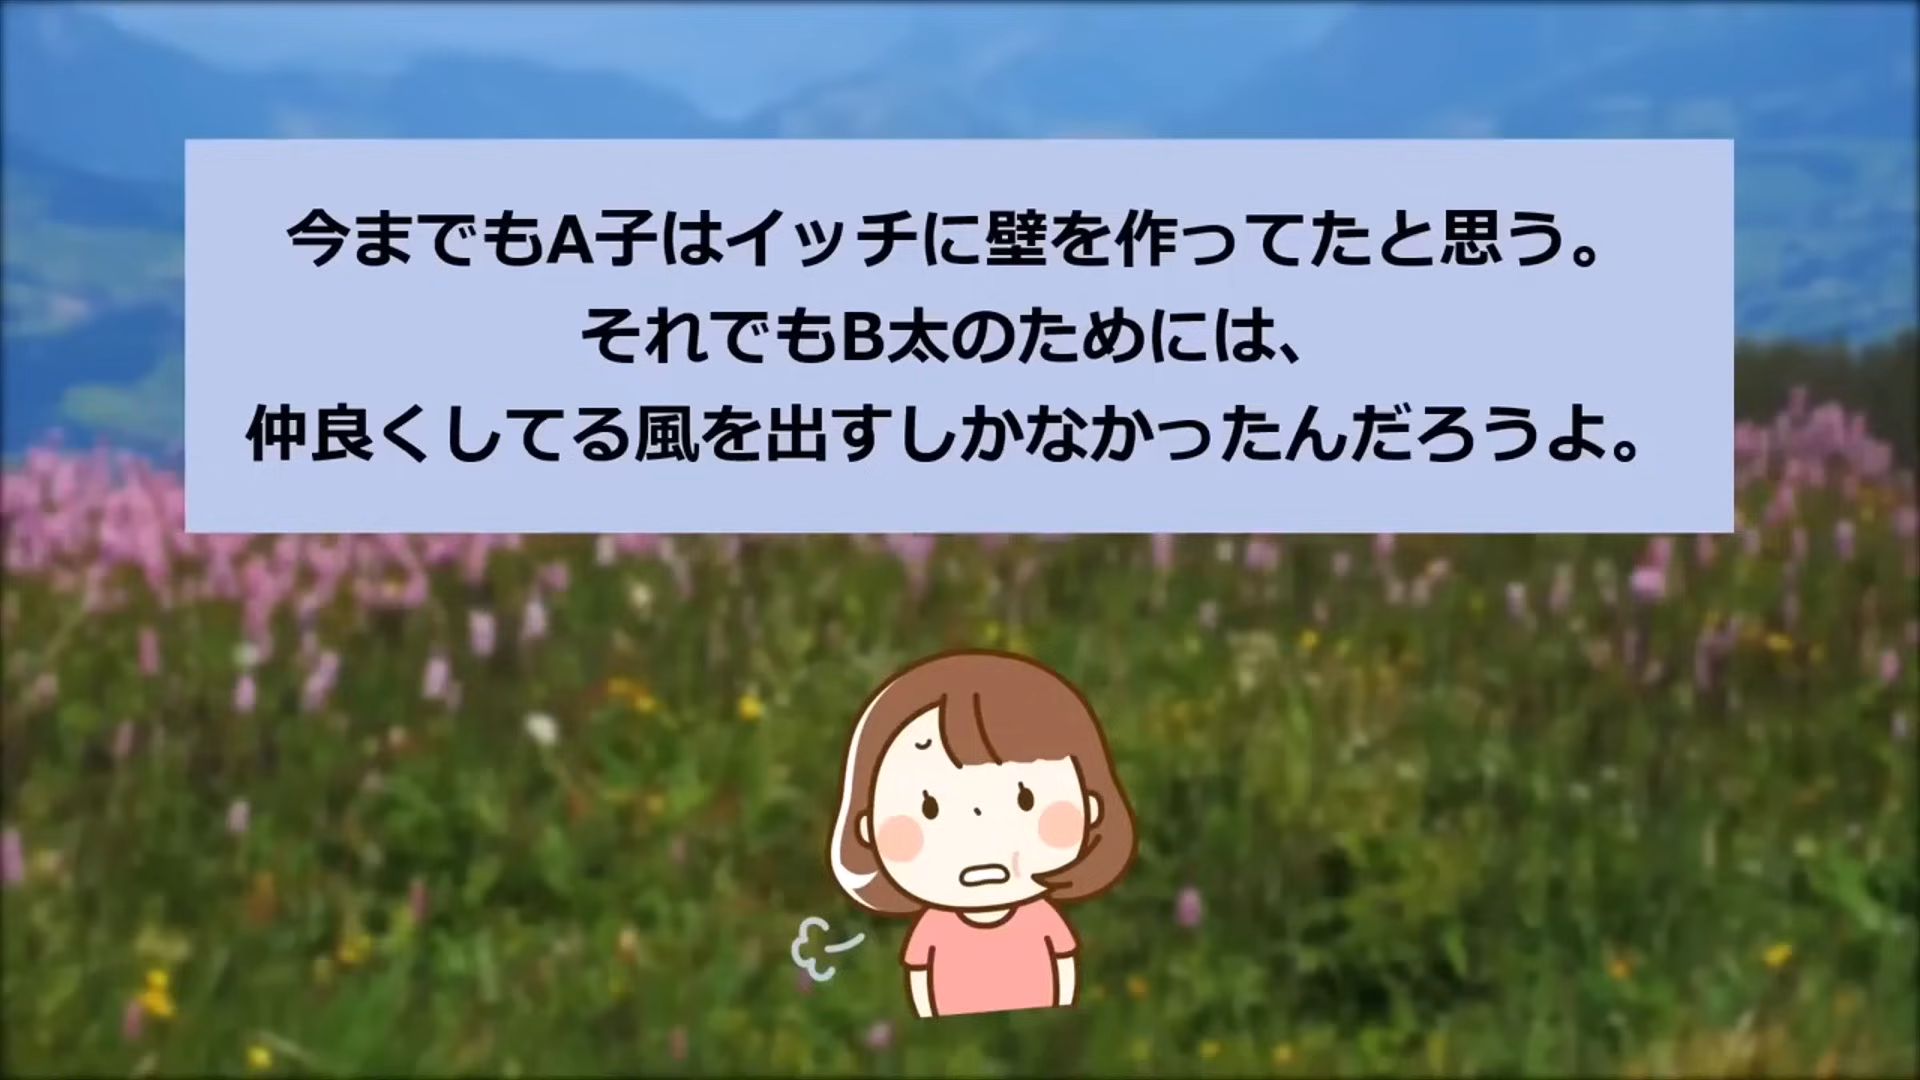 今までもA子はイッチに壁を作ってたと思う。
それでもB太のためには、
仲良くしてる風を出すしかなかったんだろうよ。